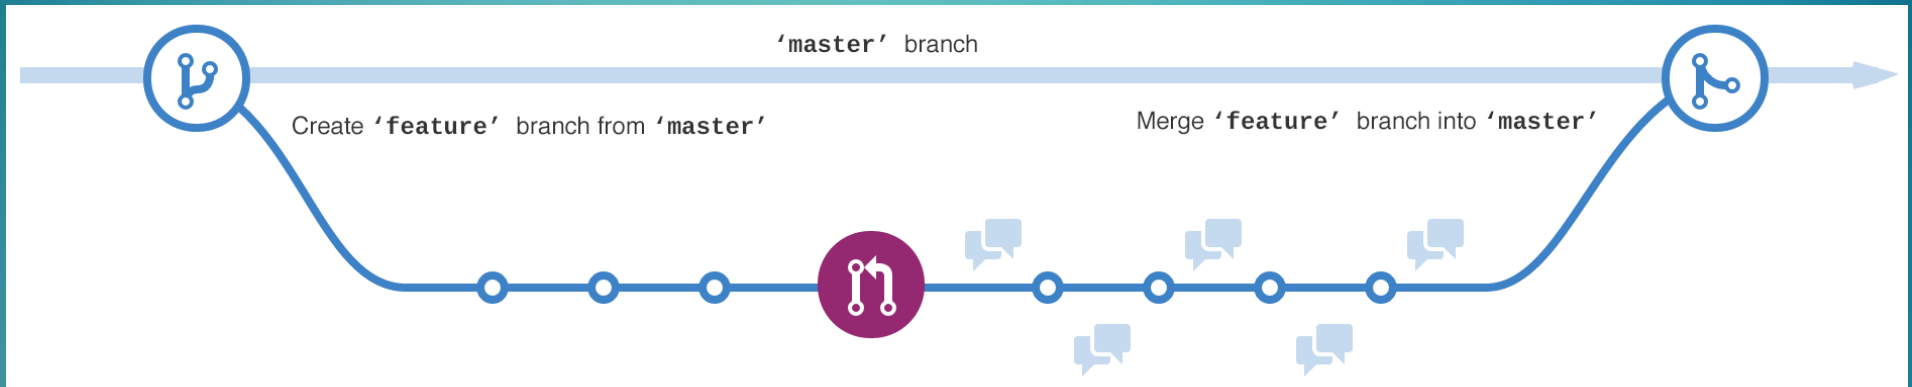 ‘master’ branch
Create ‘feature’ branch from ‘master’
Merge ‘feature’ branch into ‘master’